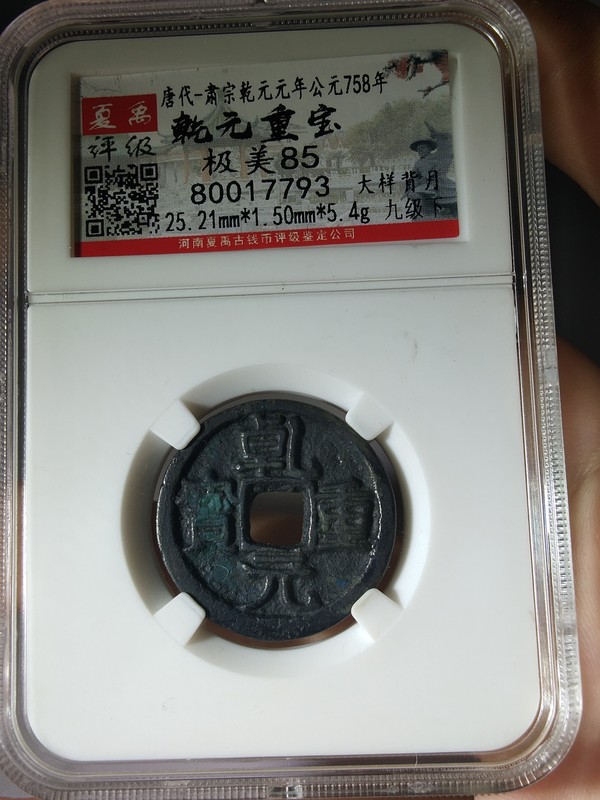 唐代-肃宗乾元元年公元758年
夏禹
评级
乾元重宝
极美85
80017793
大样背月
25.21mm*1.50mm*5.4g
九级下
河南夏禹古钱币评级鉴定公司
乾元重寶